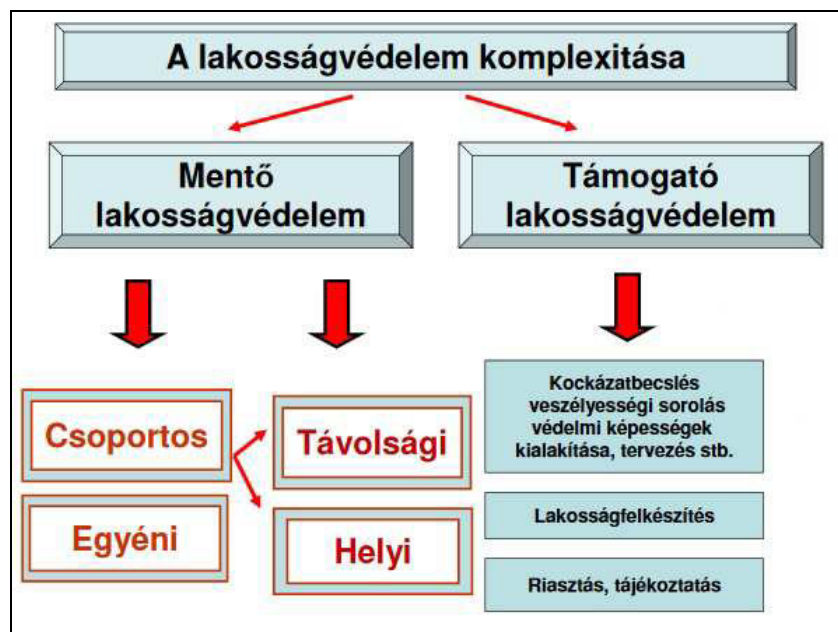 A lakosságvédelem komplexitása
Mentő
lakosságvédelem
Támogató
lakosságvédelem
Csoportos
Egyéni
Távolsági
Helyi
Kockázatbecslés
veszélyességi sorolás
védelmi képességek
kialakítása, tervezés stb.
Lakosságfelkészítés
Riasztás, tájékoztatás